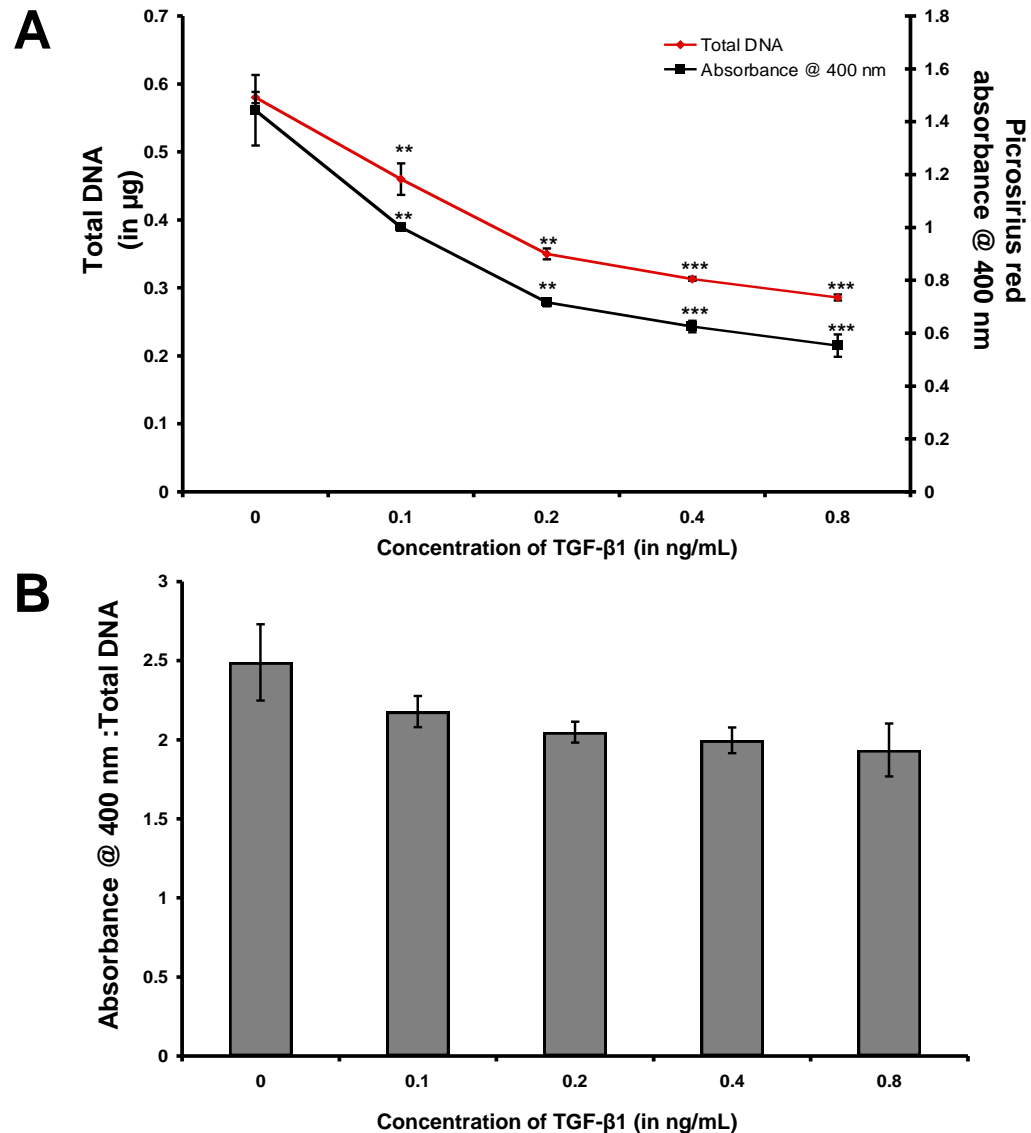 A
Total DNA
(in µg)
0.7
0.6
0.5
0.4
0.3
0.2
0.1
0
Total DNA
Absorbance @ 400 nm
**
**
**
**
***
***
***
***
1.8
1.6
1.4
1.2
1
0.8
0.6
0.4
0.2
0
Picrosirius red
absorbance @ 400 nm
0 0.1 0.2 0.4 0.8
Concentration of TGF-β1 (in ng/mL)
B
Absorbance @ 400 nm :Total DNA
3
2.5
2
1.5
1
0.5
0
0 0.1 0.2 0.4 0.8
Concentration of TGF-β1 (in ng/mL)